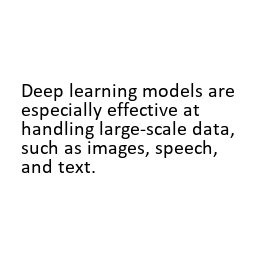 Deep learning models are
especially effective at
handling large-scale data,
such as images, speech,
and text.